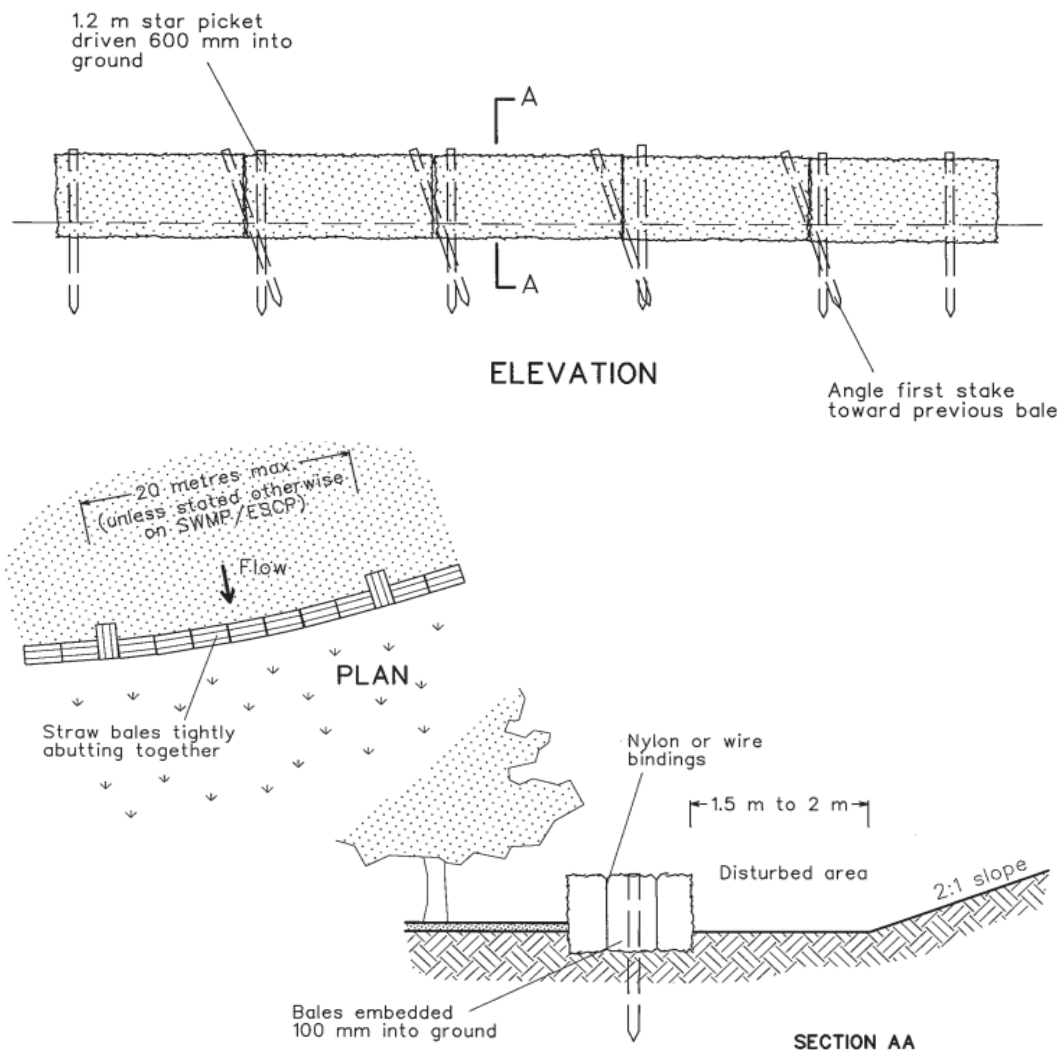 1.2 m star picket
driven 600 mm into
ground
A
A
ELEVATION
Angle first stake
toward previous bale
20 metres max.
(unless stated otherwise
on SWMP/ESCP)
Flow
PLAN
Straw bales tightly
abutting together
Nylon or wire
bindings
1.5 m to 2 m
Disturbed area
2:1 slope
Bales embedded
100 mm into ground
SECTION AA